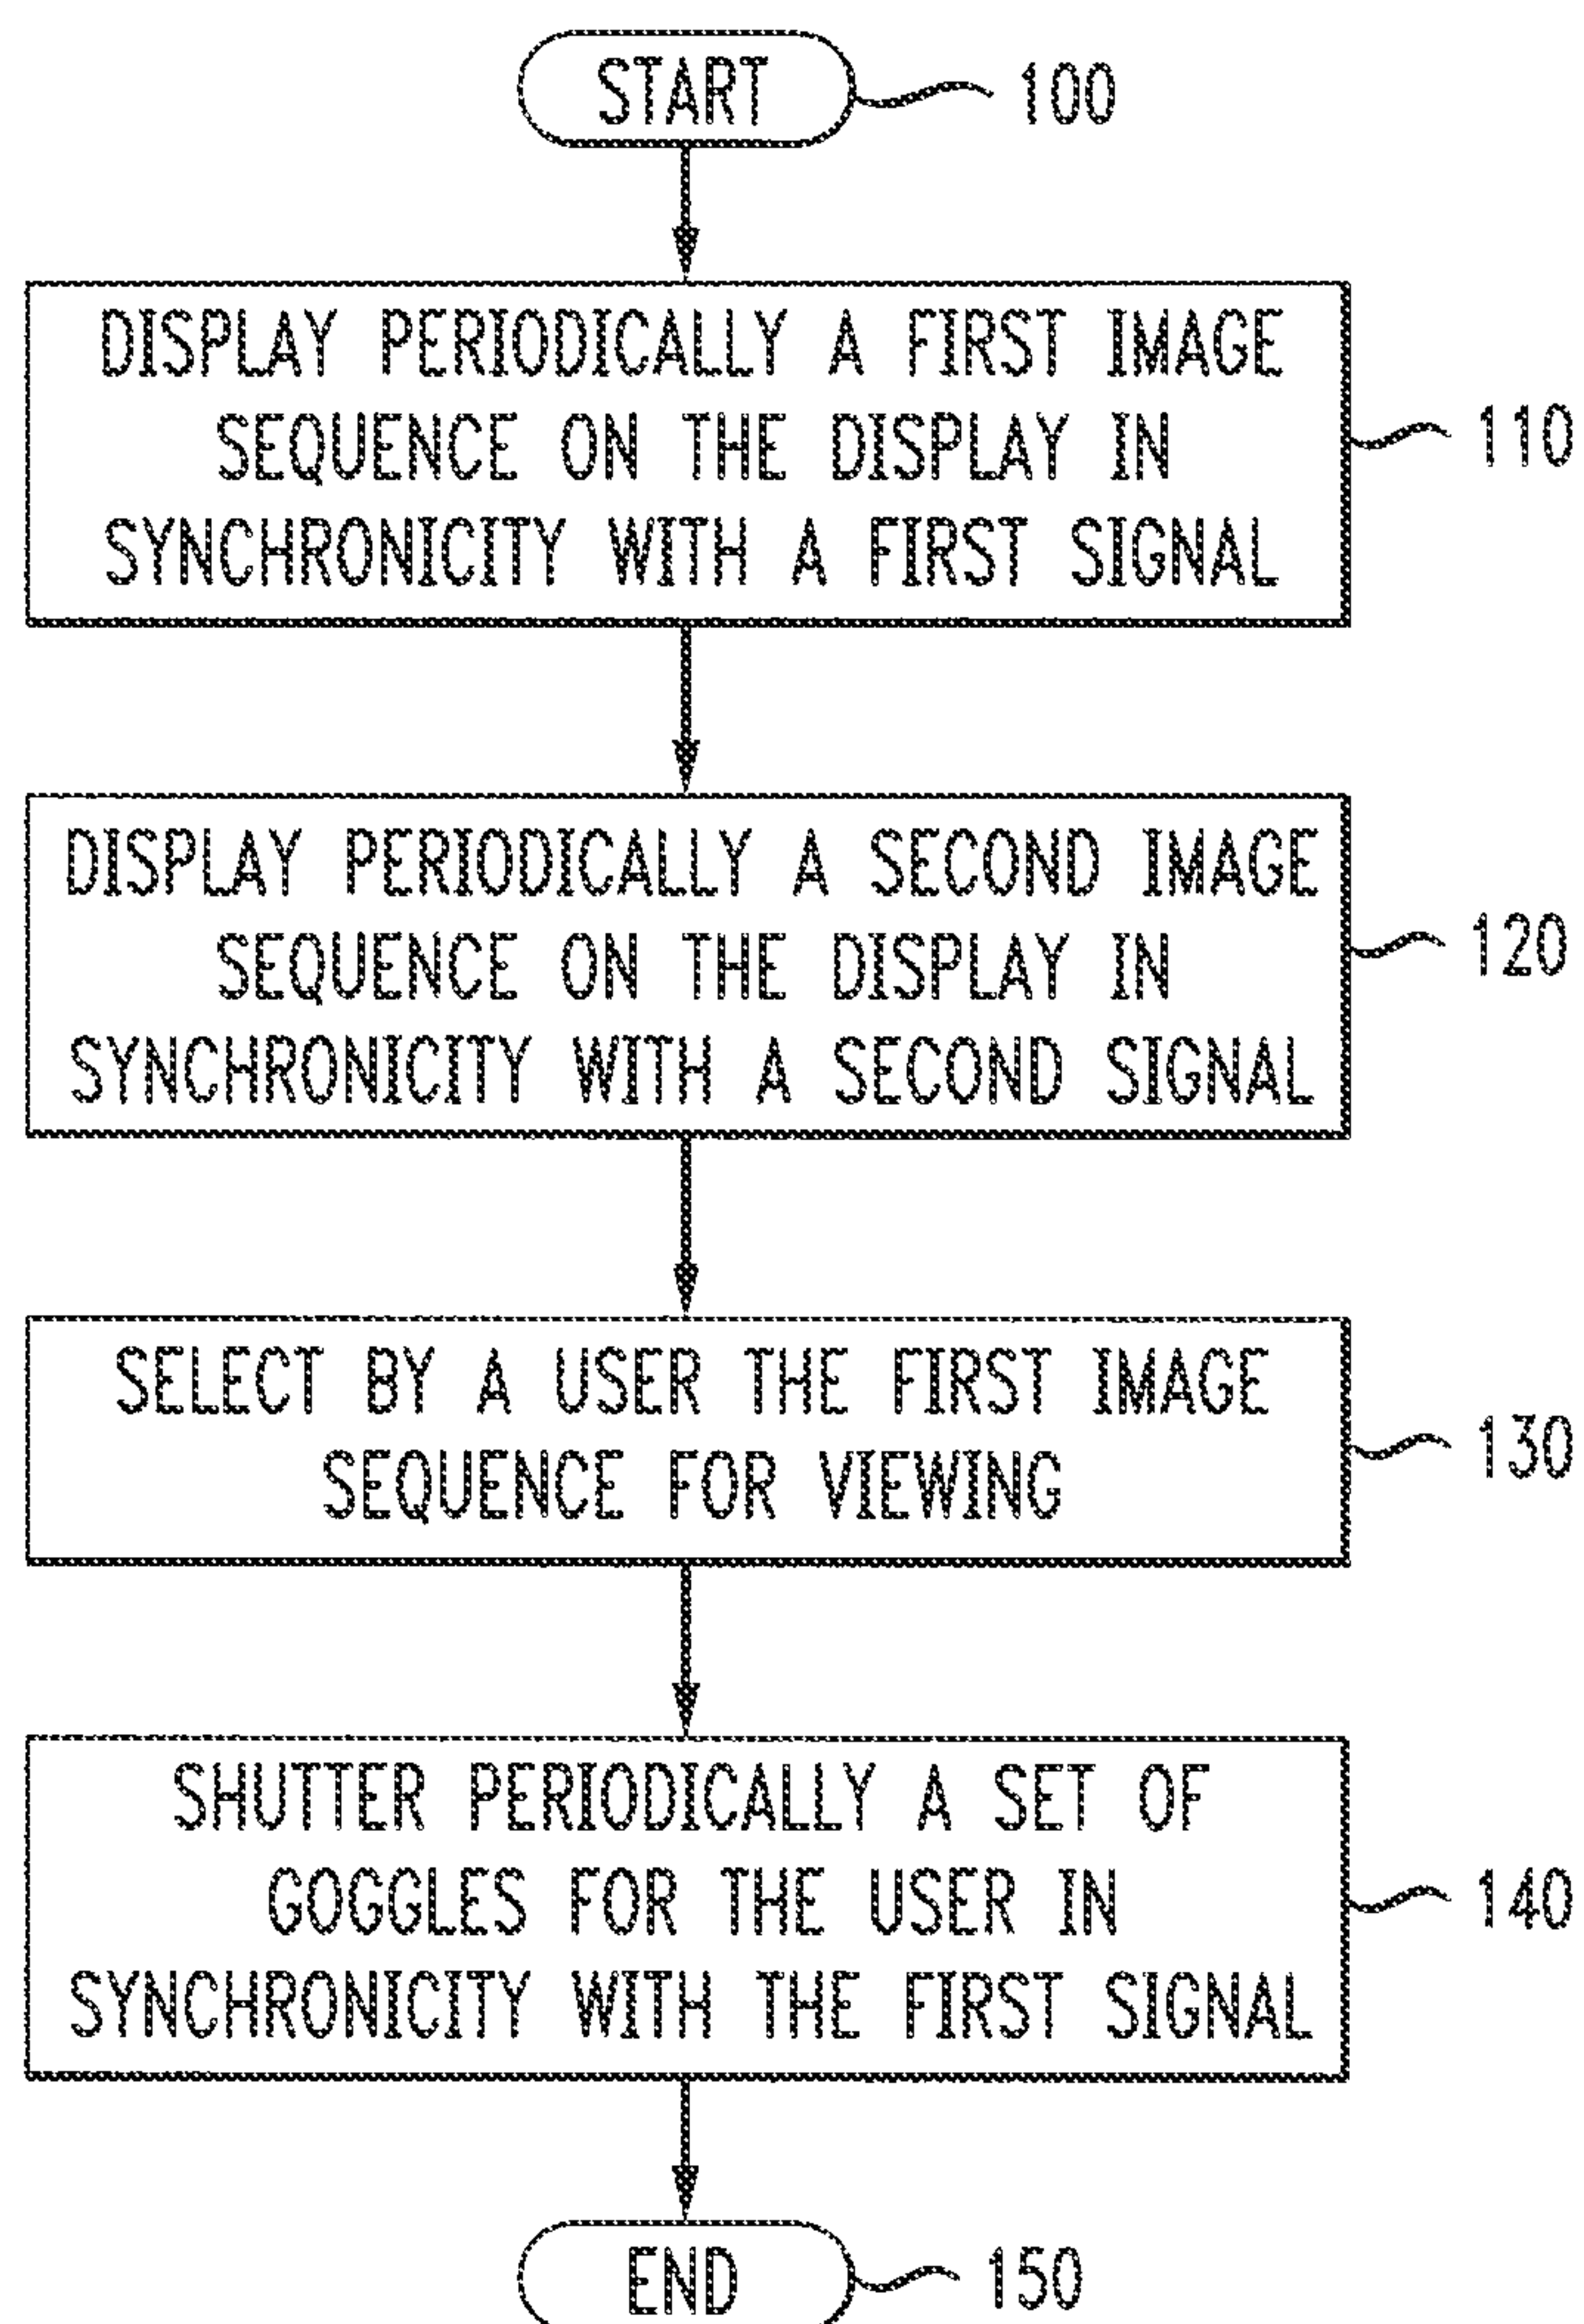 START
100
DISPLAY PERIODICALLY A FIRST IMAGE
SEQUENCE ON THE DISPLAY IN
SYNCHRONICITY WITH A FIRST SIGNAL
110
DISPLAY PERIODICALLY A SECOND IMAGE
SEQUENCE ON THE DISPLAY IN
SYNCHRONICITY WITH A SECOND SIGNAL
120
SELECT BY A USER THE FIRST IMAGE
SEQUENCE FOR VIEWING
130
SHUTTER PERIODICALLY A SET OF
GOGGLES FOR THE USER IN
SYNCHRONICITY WITH THE FIRST SIGNAL
140
END
150